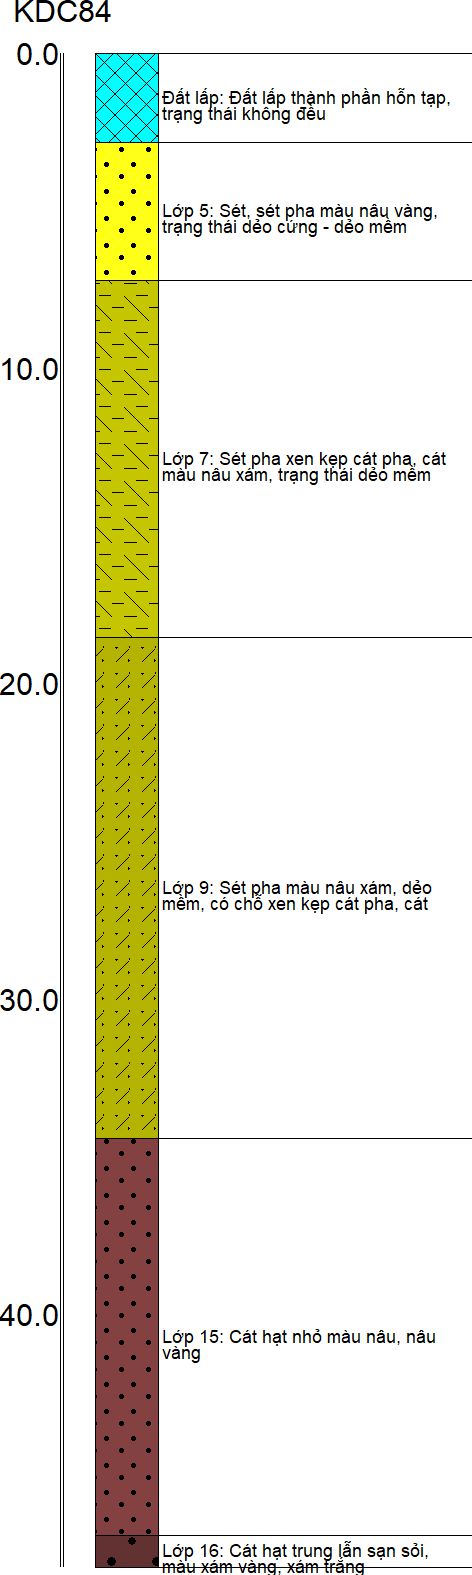 KDC84
0.0
Đất lấp: Đất lấp thành phần hỗn tạp,
trạng thái không đều
Lớp 5: Sét, sét pha màu nâu vàng,
trạng thái dẻo cứng - dẻo mềm
10.0
Lớp 7: Sét pha xen kẹp cát pha, cát
màu nâu xám, trạng thái dẻo mềm
20.0
Lớp 9: Sét pha màu nâu xám, dẻo
mềm, có chỗ xen kẹp cát pha, cát
30.0
40.0
Lớp 15: Cát hạt nhỏ màu nâu, nâu
vàng
Lớp 16: Cát hạt trung lẫn sạn sỏi,
màu xám vàng, xám trắng